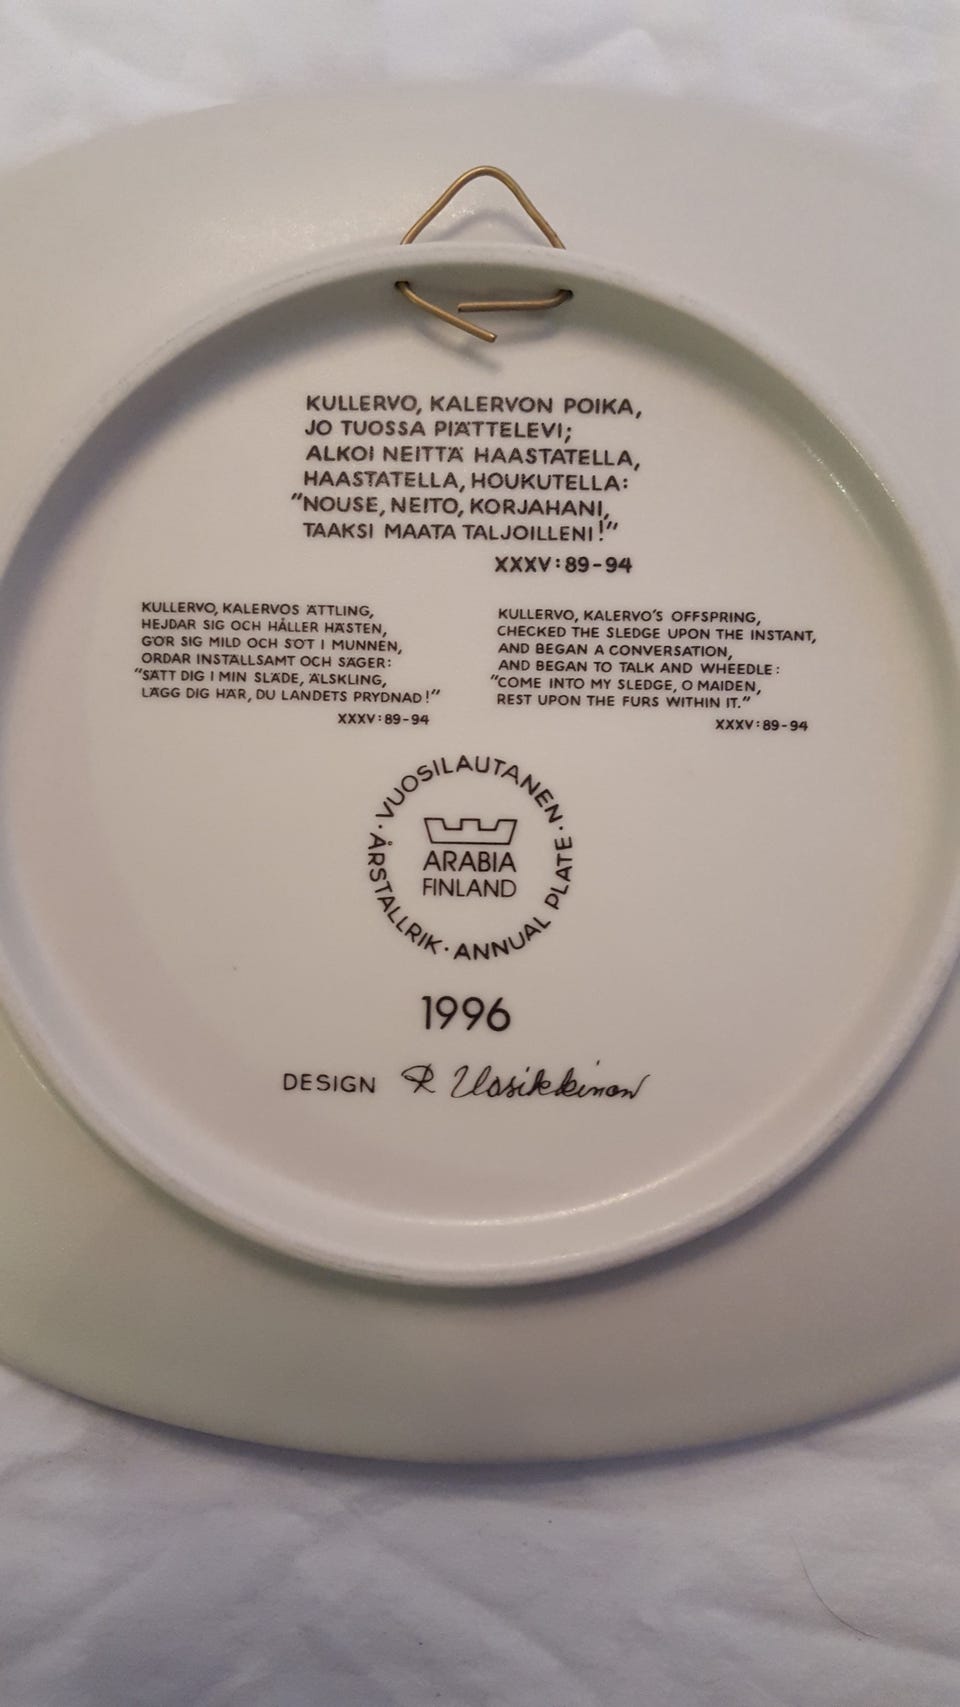 KULLERVO, KALERVON POIKA,
JO TUOSSA PIÄTTELEVI;
ALKOI NEITTÄ HAASTATELLA,
HAASTATELLA, HOUKUTELLA:
"NOUSE, NEITO, KORJAHANI,
TAAKSI MAATA TALJOILLENI!"
XXXV:89-94
KULLERVO, KALERVOS ÄTTLING,
HEJDAR SIG OCH HÅLLER HÄSTEN,
GÖR SIG MILD OCH SÖT I MUNNEN,
ORDAR INSTÄLLSAMT OCH SÄGER:
"SÄTT DIG I MIN SLÄDE, ÄLSKLING,
LÄGG DIG HÄR, DU LANDETS PRYDNAD!"
XXXV:89-94
KULLERVO, KALERVO'S OFFSPRING,
CHECKED THE SLEDGE UPON THE INSTANT,
AND BEGAN A CONVERSATION,
AND BEGAN TO TALK AND WHEEDLE:
"COME INTO MY SLEDGE, O MAIDEN,
REST UPON THE FURS WITHIN IT."
XXXV:89-94
VUOSILAUTANEN · ANNUAL PLATE · ÅRSTALLRIK ·
ARABIA
FINLAND
1996
DESIGN R Uosikkinen